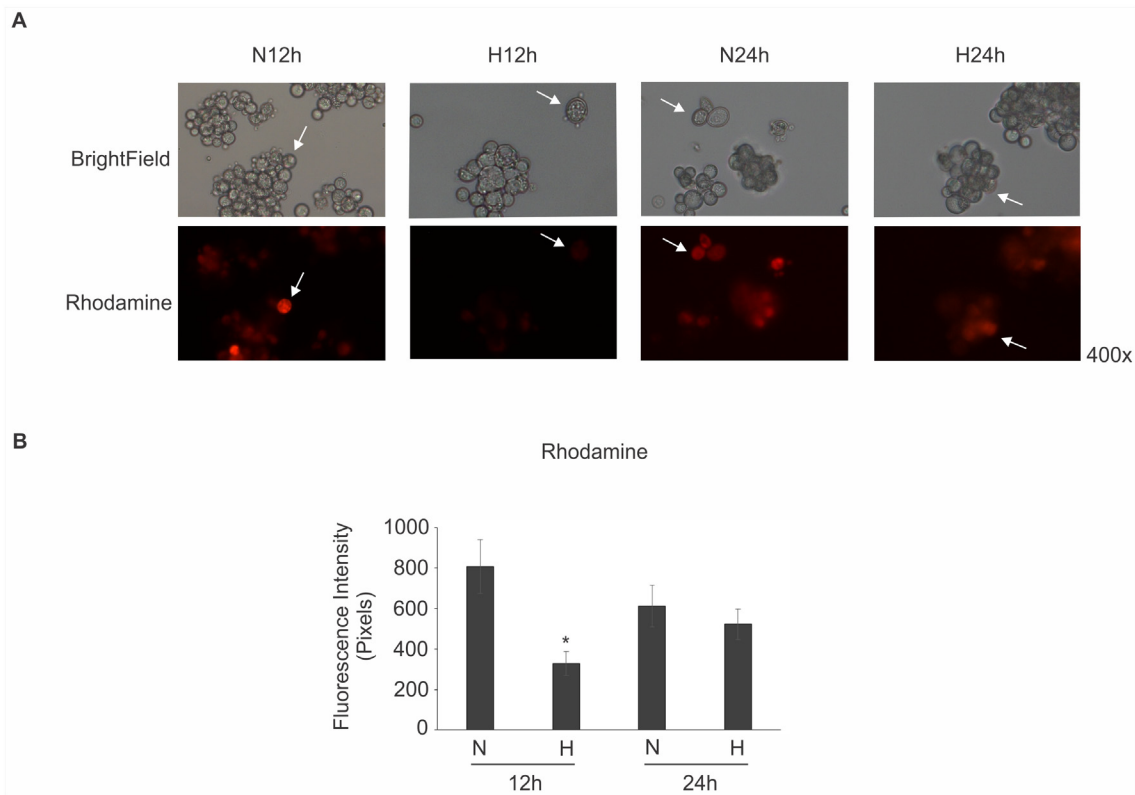 A
N12h H12h N24h H24h
BrightField
Rhodamine
400x
B
Rhodamine
Fluorescence Intensity
(Pixels)
1000
800
600
400
200
0
*
N H N H
12h 24h